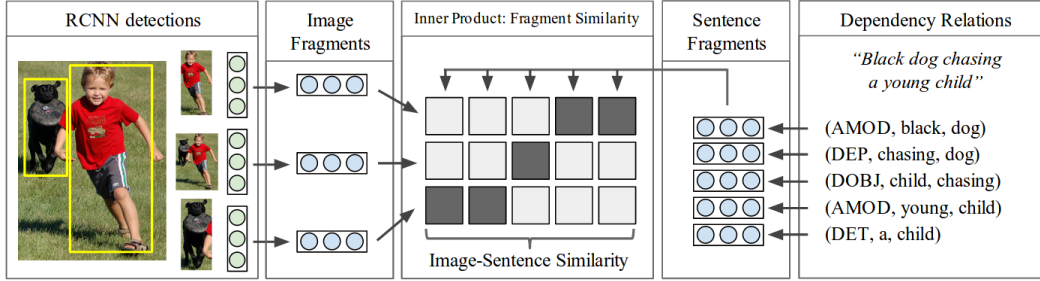 RCNN detections
Image
Fragments
Inner Product: Fragment Similarity
Image-Sentence Similarity
Sentence
Fragments
Dependency Relations
“Black dog chasing
a young child”
(AMOD, black, dog)
(DEP, chasing, dog)
(DOBJ, child, chasing)
(AMOD, young, child)
(DET, a, child)